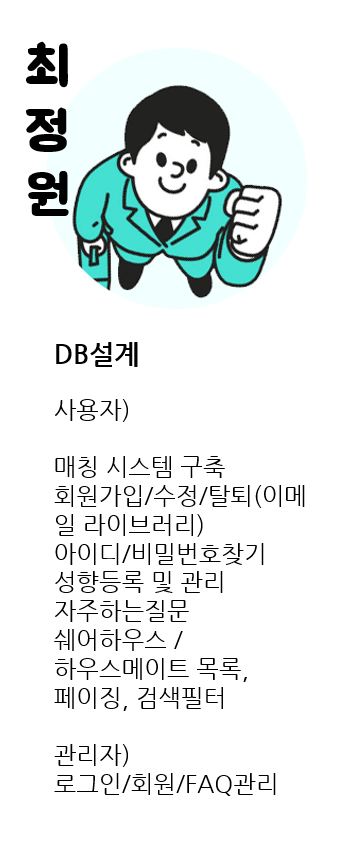 최
정
원
DB설계
사용자)
매칭 시스템 구축
회원가입/수정/탈퇴(이메
일 라이브러리)
아이디/비밀번호찾기
성향등록 및 관리
자주하는질문
쉐어하우스 /
하우스메이트 목록,
페이징, 검색필터
관리자)
로그인/회원/FAQ관리